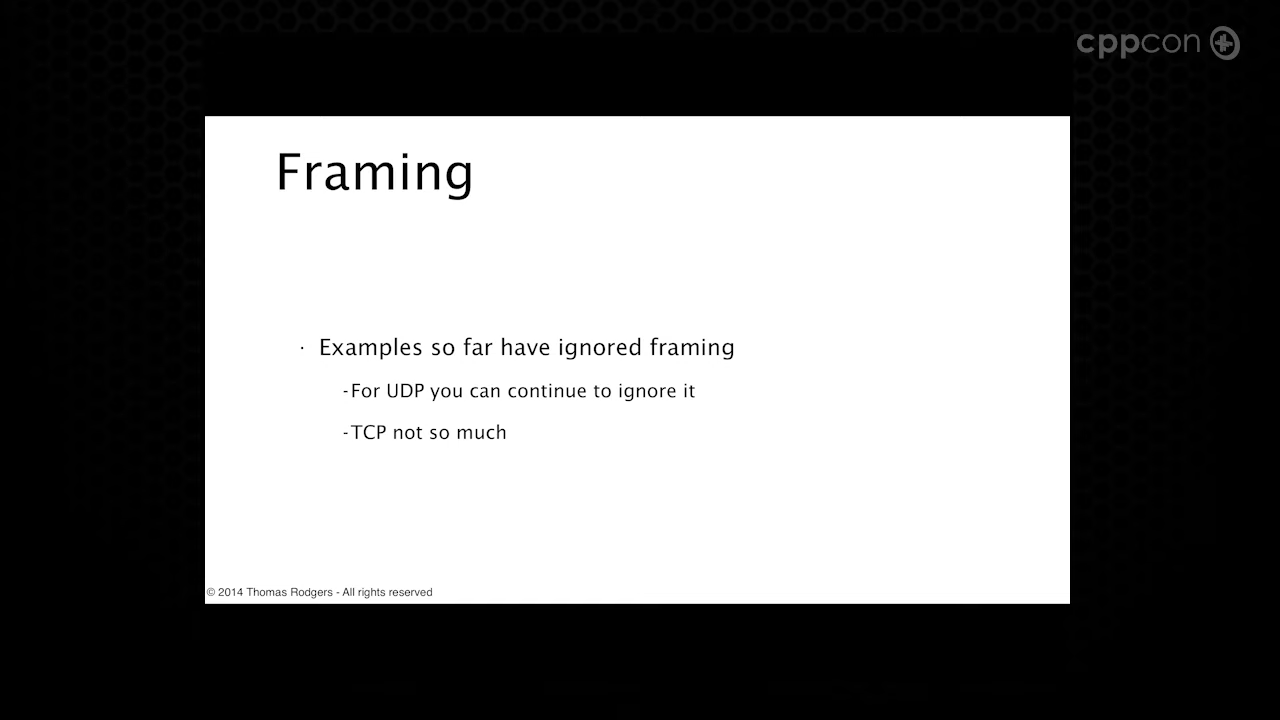 cppcon
Framing
· Examples so far have ignored framing
-For UDP you can continue to ignore it
-TCP not so much
© 2014 Thomas Rodgers - All rights reserved